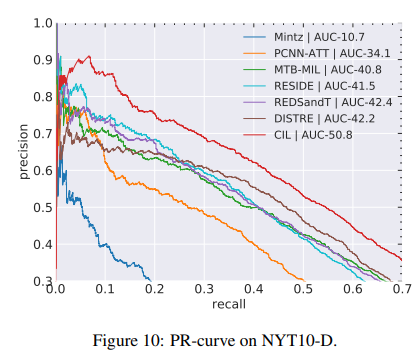 1.0
0.9
0.8
0.7
0.6
0.5
0.4
0.3
precision
Mintz | AUC-10.7
PCNN-ATT | AUC-34.1
MTB-MIL | AUC-40.8
RESIDE | AUC-41.5
REDSandT | AUC-42.4
DISTRE | AUC-42.2
CIL | AUC-50.8
0.0 0.1 0.2 0.3 0.4 0.5 0.6 0.7
recall
Figure 10: PR-curve on NYT10-D.